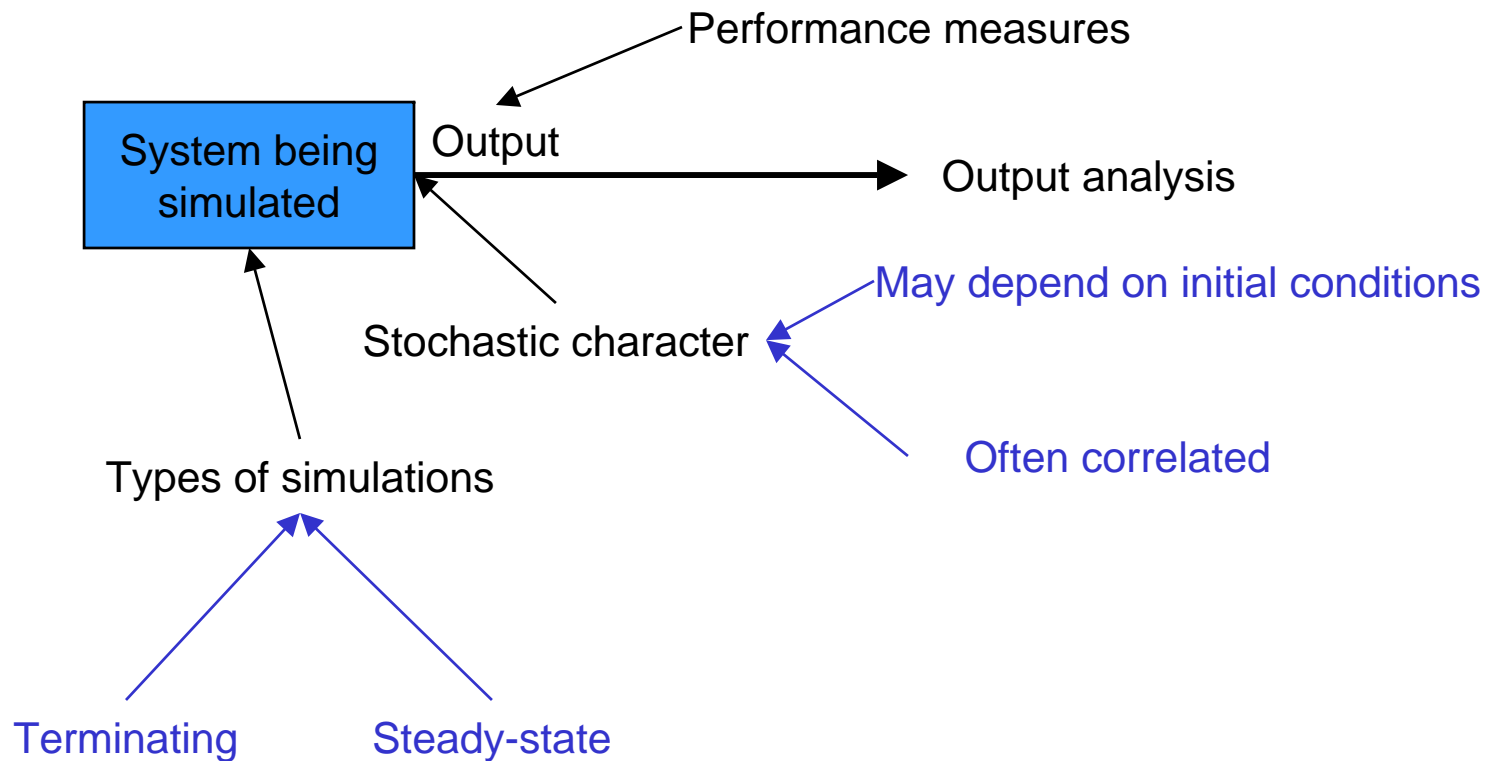 Performance measures
System being
simulated
Output
Output analysis
May depend on initial conditions
Stochastic character
Often correlated
Types of simulations
Terminating
Steady-state